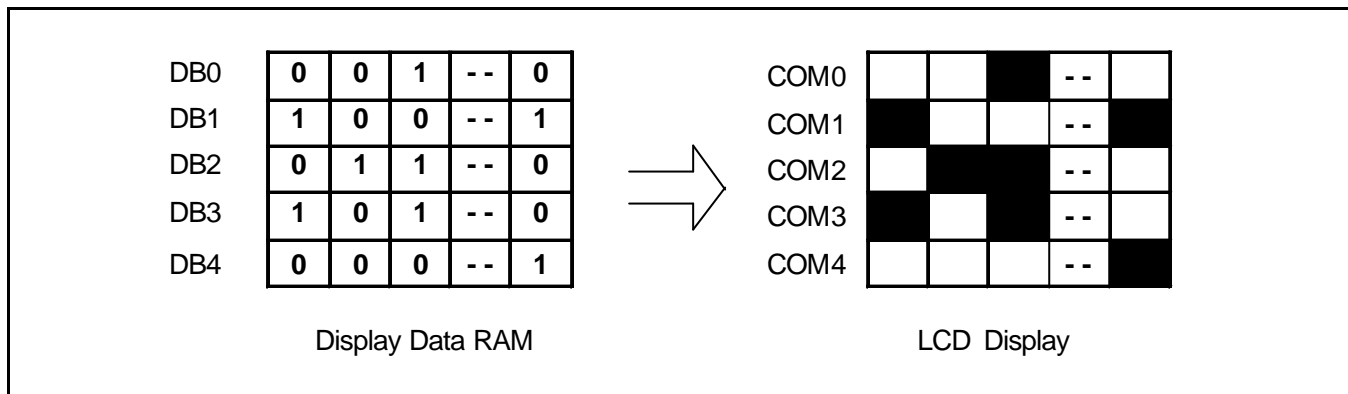 DB0 0 0 1 - - 0 COM0 - -
DB1 1 0 0 - - 1 COM1 - -
DB2 0 1 1 - - 0 COM2 - -
DB3 1 0 1 - - 0 COM3 - -
DB4 0 0 0 - - 1 COM4 - -
Display Data RAM LCD Display